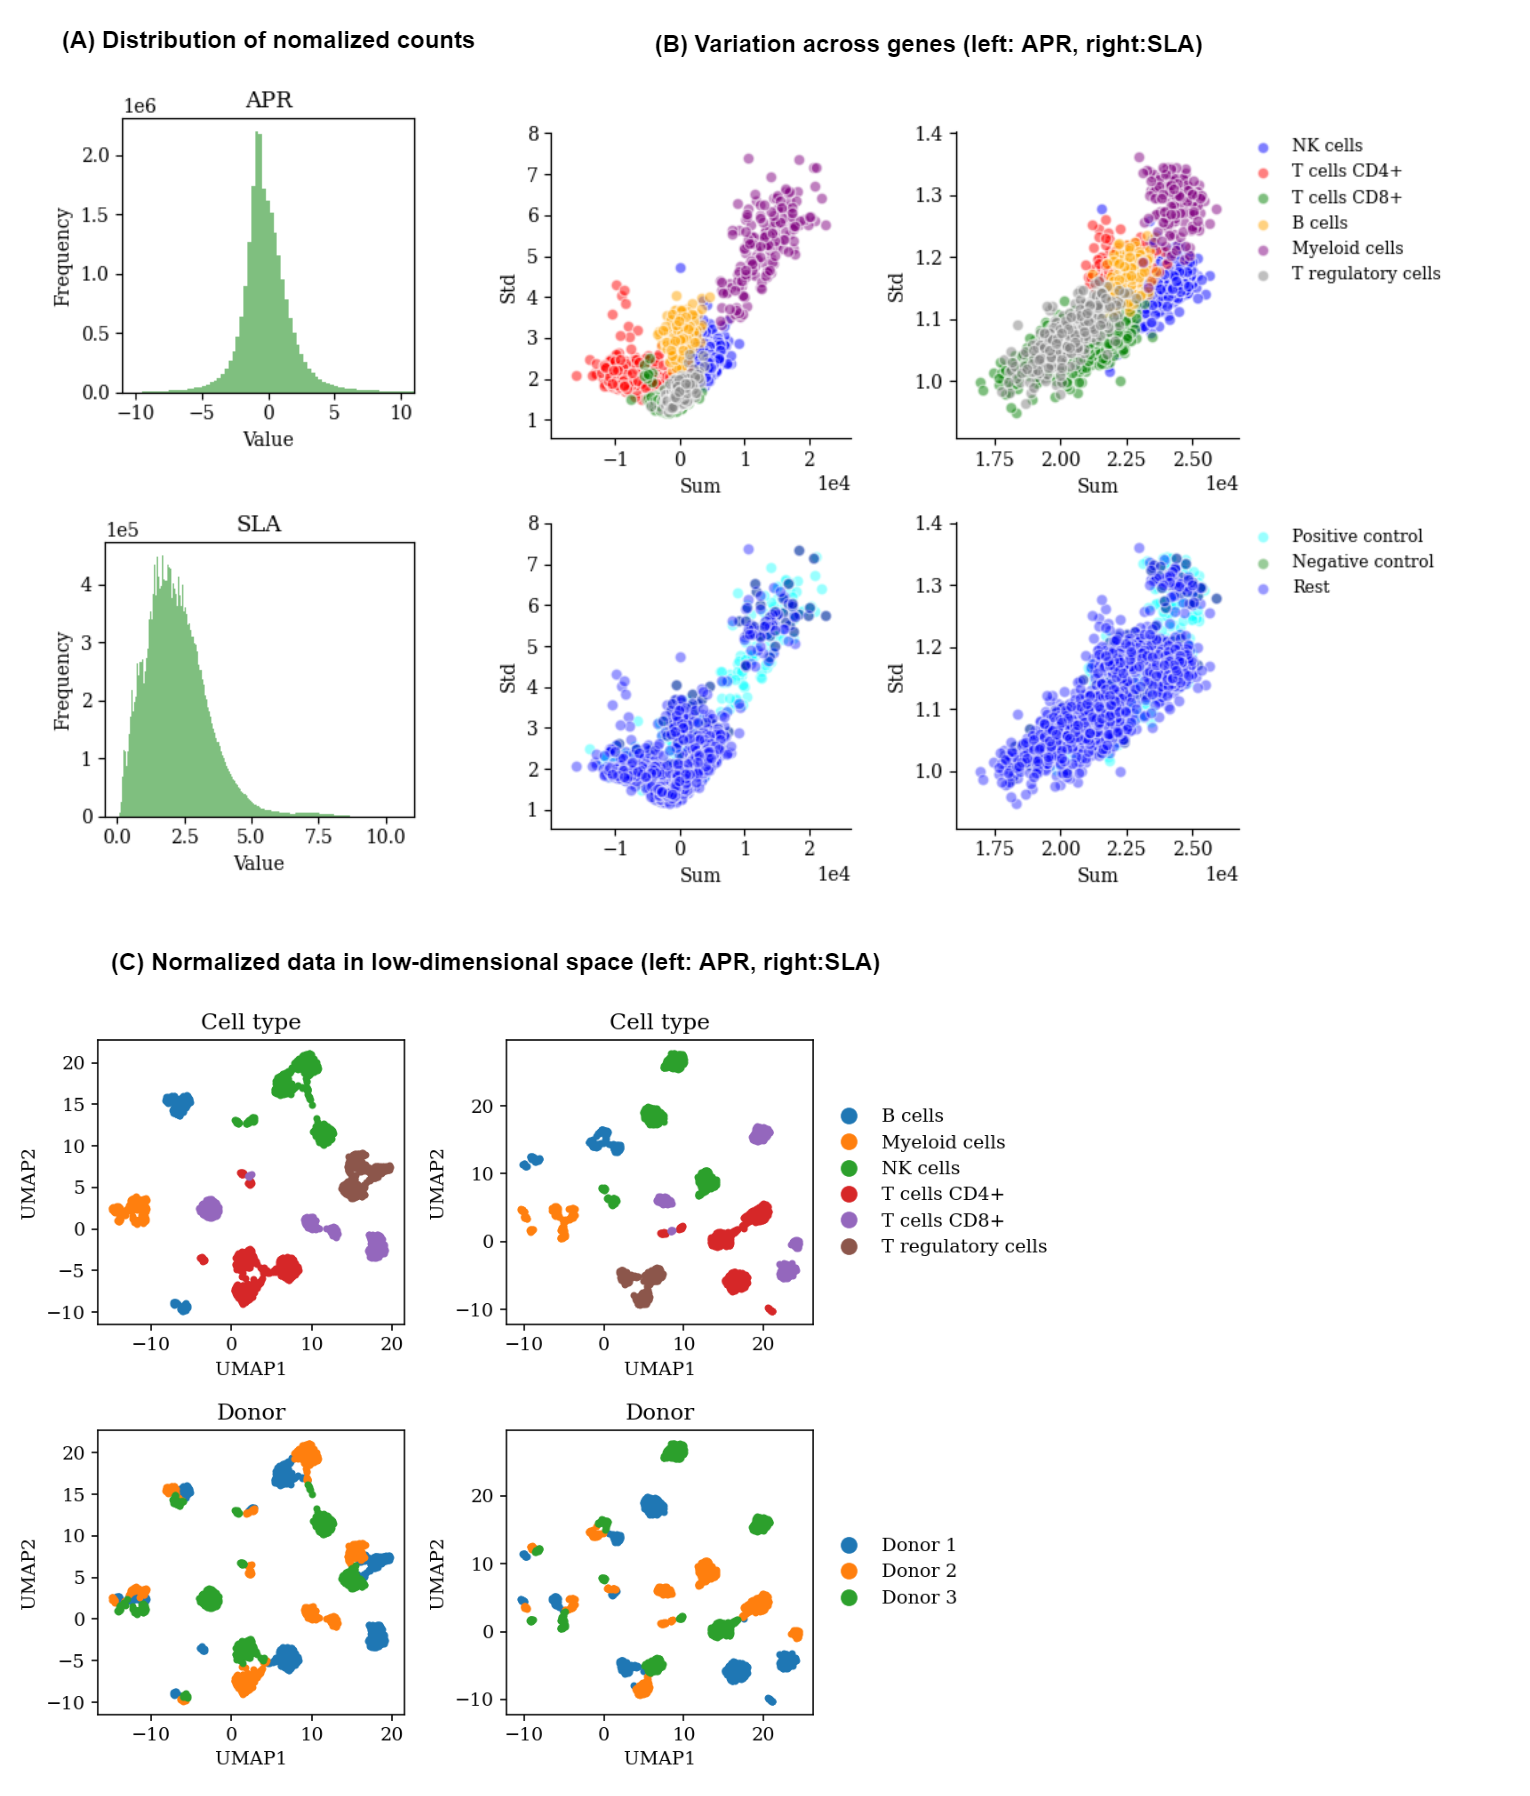 (A) Distribution of nomalized counts
(B) Variation across genes (left: APR, right:SLA)
APR
1e6
2.0
1.5
1.0
0.5
0.0
Frequency
−10 −5 0 5 10
Value
8
7
6
5
4
3
2
1
Std
−1 0 1 2
1e4
Sum
1.4
1.3
1.2
1.1
1.0
Std
1.75 2.00 2.25 2.50
1e4
Sum
NK cells
T cells CD4+
T cells CD8+
B cells
Myeloid cells
T regulatory cells
SLA
1e5
4
3
2
1
0
Frequency
0.0 2.5 5.0 7.5 10.0
Value
8
7
6
5
4
3
2
1
Std
−1 0 1 2
1e4
Sum
1.4
1.3
1.2
1.1
1.0
Std
1.75 2.00 2.25 2.50
1e4
Sum
Positive control
Negative control
Rest
(C) Normalized data in low-dimensional space (left: APR, right:SLA)
Cell type
20
15
10
5
0
−5
−10
UMAP2
−10 0 10 20
UMAP1
Cell type
20
10
0
−10
UMAP2
−10 0 10 20
UMAP1
B cells
Myeloid cells
NK cells
T cells CD4+
T cells CD8+
T regulatory cells
Donor
20
15
10
5
0
−5
−10
UMAP2
−10 0 10 20
UMAP1
Donor
20
10
0
−10
UMAP2
−10 0 10 20
UMAP1
Donor 1
Donor 2
Donor 3